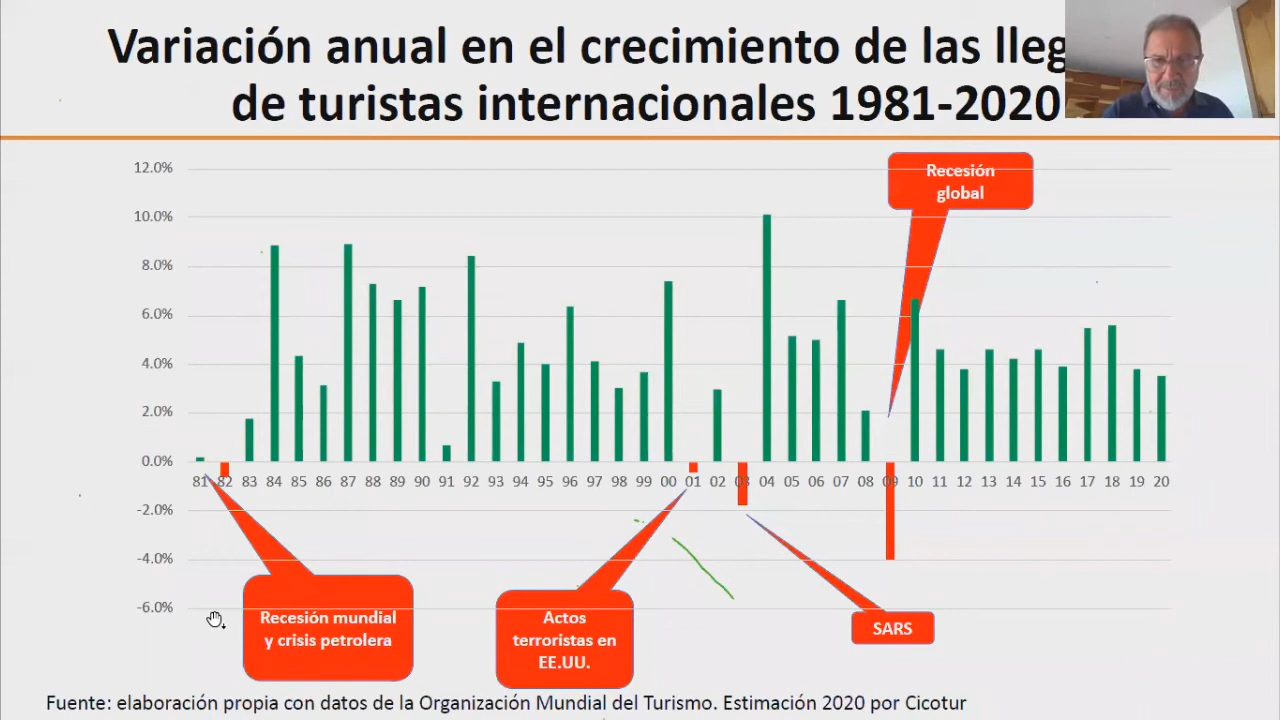 Variación anual en el crecimiento de las
de turistas internacionales 1981-2020
12.0%
Recesión
global
10.0%
8.0%
6.0%
4.0%
2.0%
0.0%
81 82 83 84 85 86 87 88 89 90 91 92 93 94 95 96 97 98 99 00 01 02 03 04 05 06 07 08 09 10 11 12 13 14 15 16 17 18 19 20
-2.0%
-4.0%
-6.0%
Recesión mundial
y crisis petrolera
Actos
terroristas en
EE.UU.
SARS
Fuente: elaboración propia con datos de la Organización Mundial del Turismo. Estimación 2020 por Cicotur